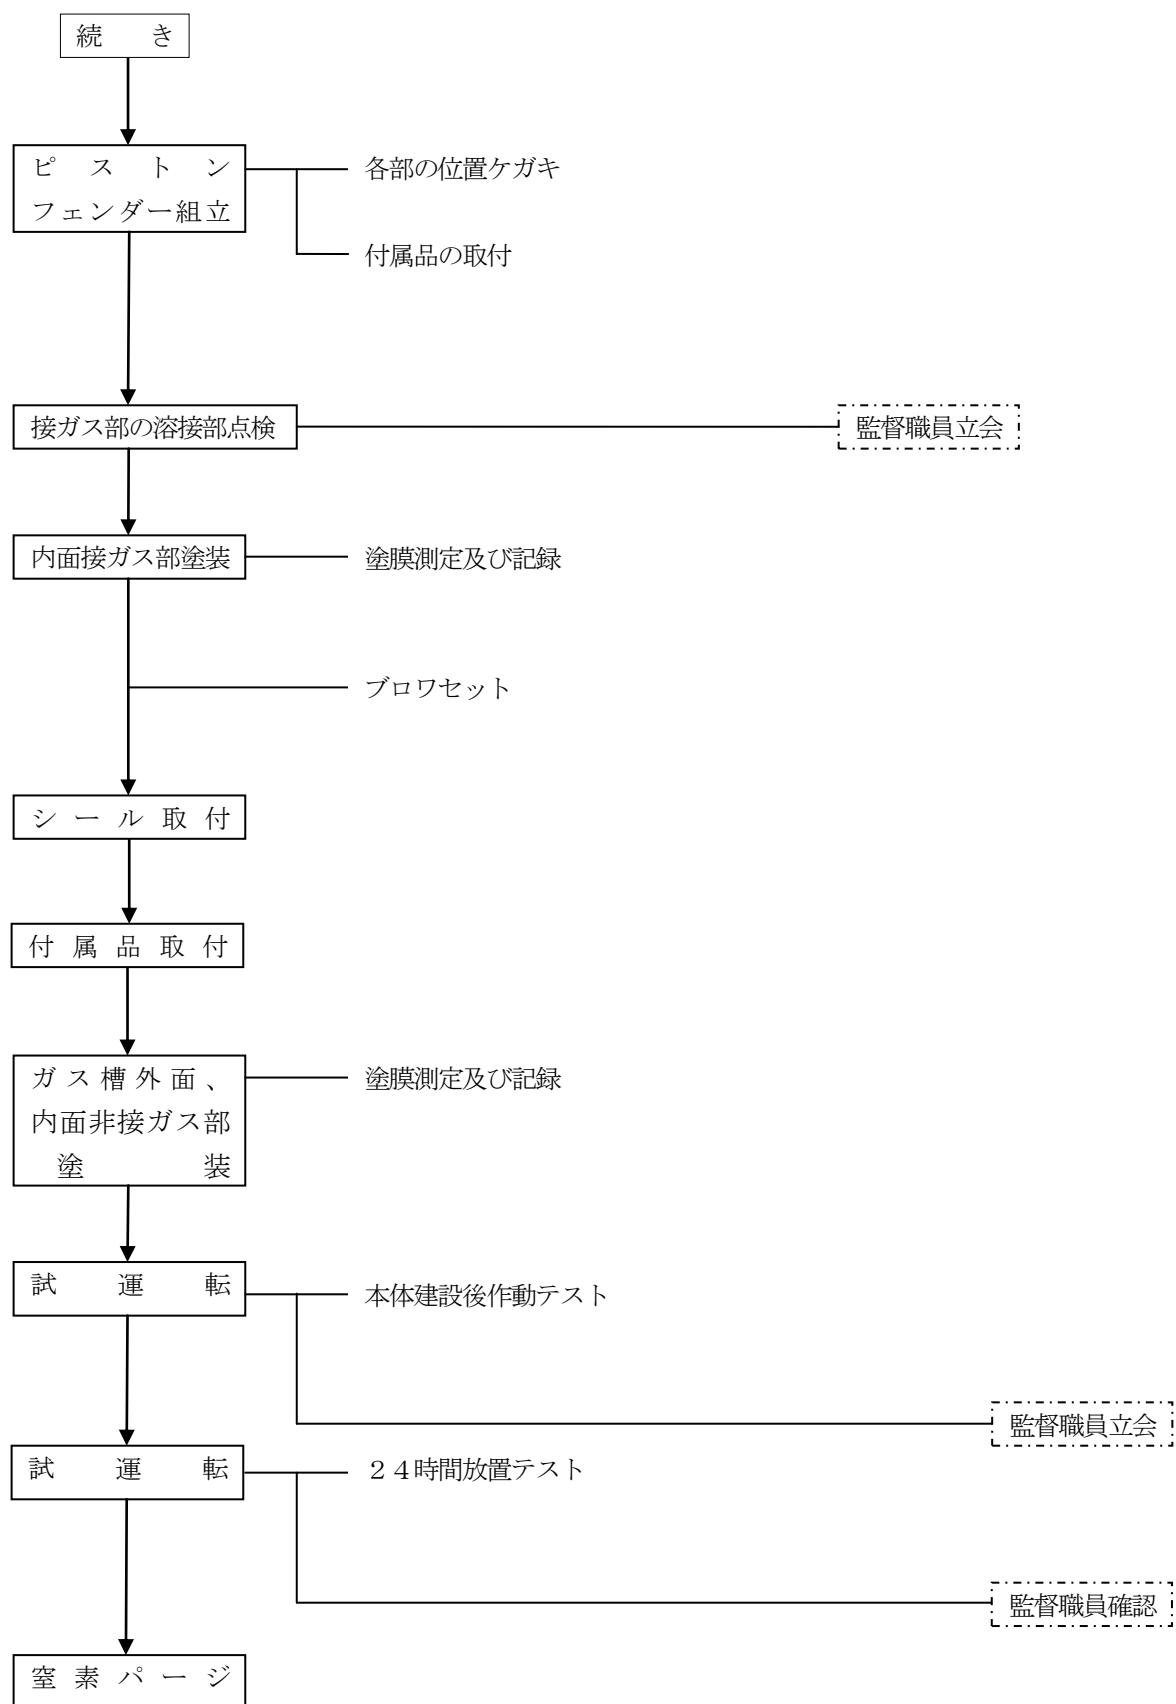 続き
ピストン
各部の位置ケガキ
フェンダー組立
付属品の取付
接ガス部の溶接部点検
監督職員立会
内面接ガス部塗装
塗膜測定及び記録
ブロワセット
シール取付
付属品取付
ガス槽外面、
塗膜測定及び記録
内面非接ガス部
塗装
試運転
本体建設後作動テスト
監督職員立会
試運転
２４時間放置テスト
監督職員確認
窒素パージ